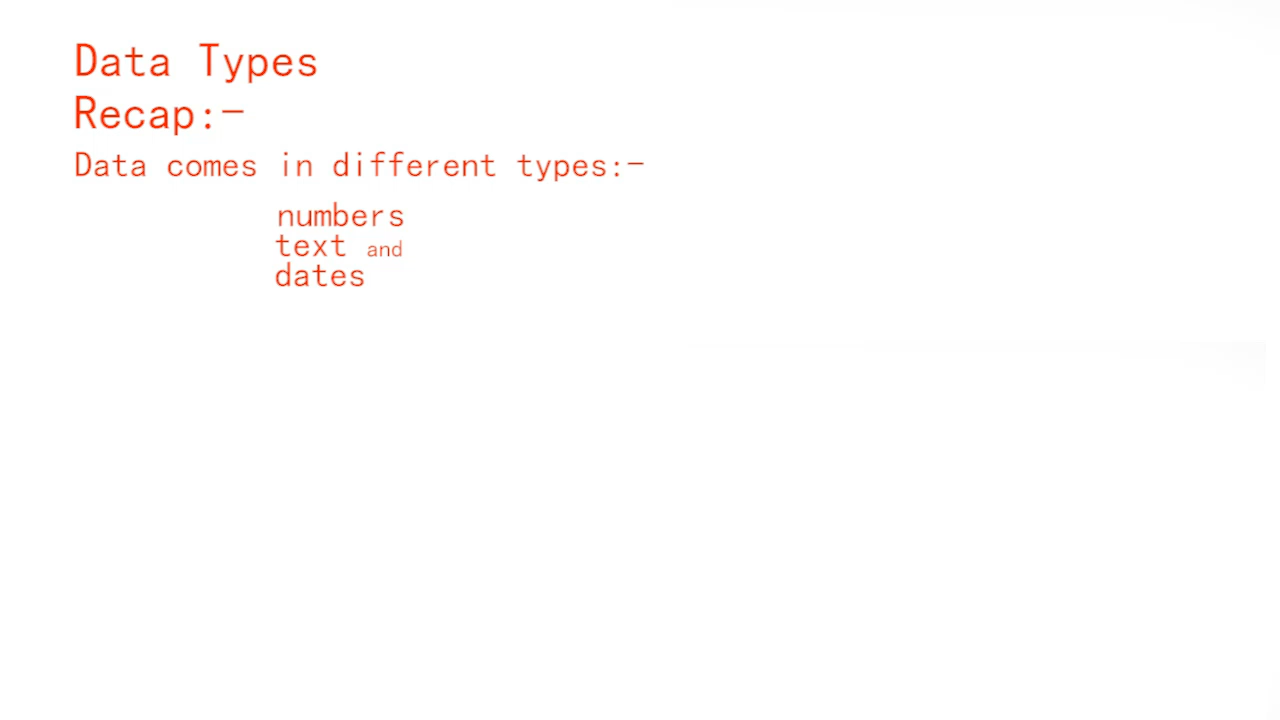 Data Types
Recap:-
Data comes in different types:-
numbers
text and
dates